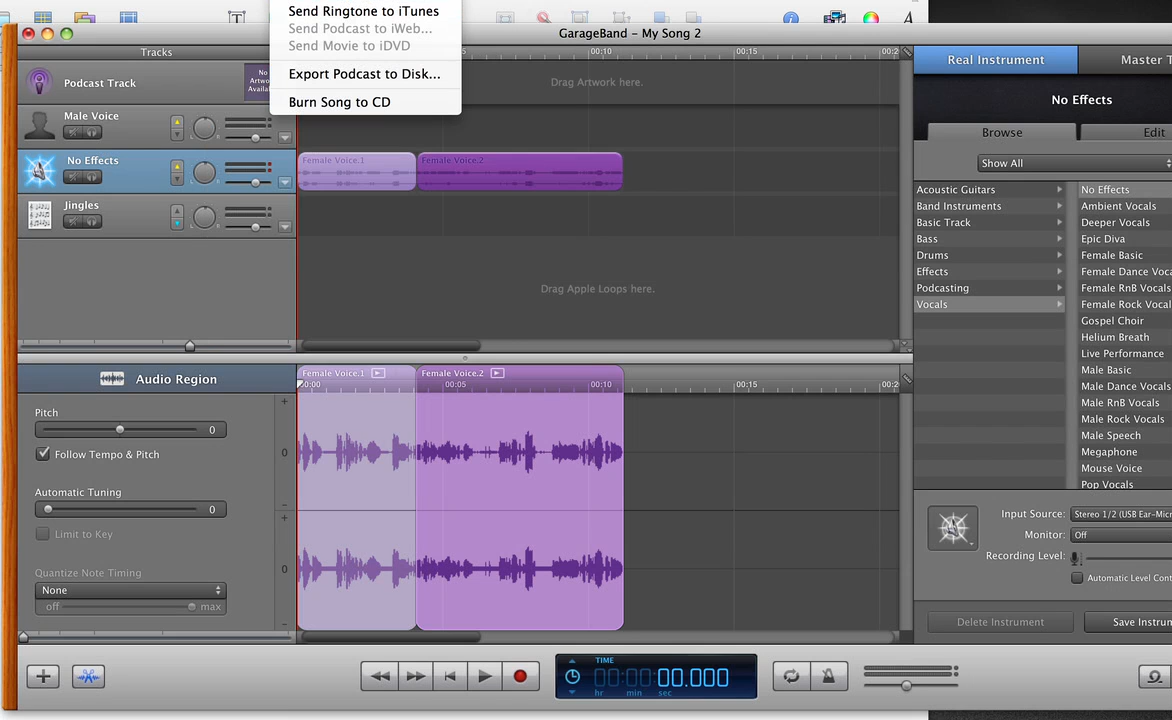 Send Ringtone to iTunes
Send Podcast to iWeb...
Send Movie to iDVD
Export Podcast to Disk...
Burn Song to CD
GarageBand - My Song 2
Tracks
00:10
00:15
Podcast Track
No
Drag Artwork here.
Male Voice
No Effects
Jingles
Female Voice.1
Female Voice.2
Drag Apple Loops here.
Real Instrument
Master T
No Effects
Browse
Edit
Show All
Acoustic Guitars
Band Instruments
Basic Track
Bass
Drums
Effects
Podcasting
Vocals
No Effects
Ambient Vocals
Deeper Vocals
Epic Diva
Female Basic
Female Dance Voca
Female RnB Vocals
Female Rock Vocal
Gospel Choir
Helium Breath
Live Performance
Male Basic
Male Dance Vocals
Male RnB Vocals
Male Rock Vocals
Male Speech
Megaphone
Mouse Voice
Pop Vocals
Audio Region
Female Voice.1
Female Voice.2
0:00
00:05
00:10
00:15
Pitch
0
Follow Tempo & Pitch
Automatic Tuning
0
Limit to Key
Quantize Note Timing
None
off
max
+
0
-
+
0
-
Input Source:
Stereo 1/2 (USB Ear-Micr
Monitor:
Off
Recording Level:
Automatic Level Cont
Delete Instrument
Save Instrum
TIME
00:00:00.000
hr
min
sec